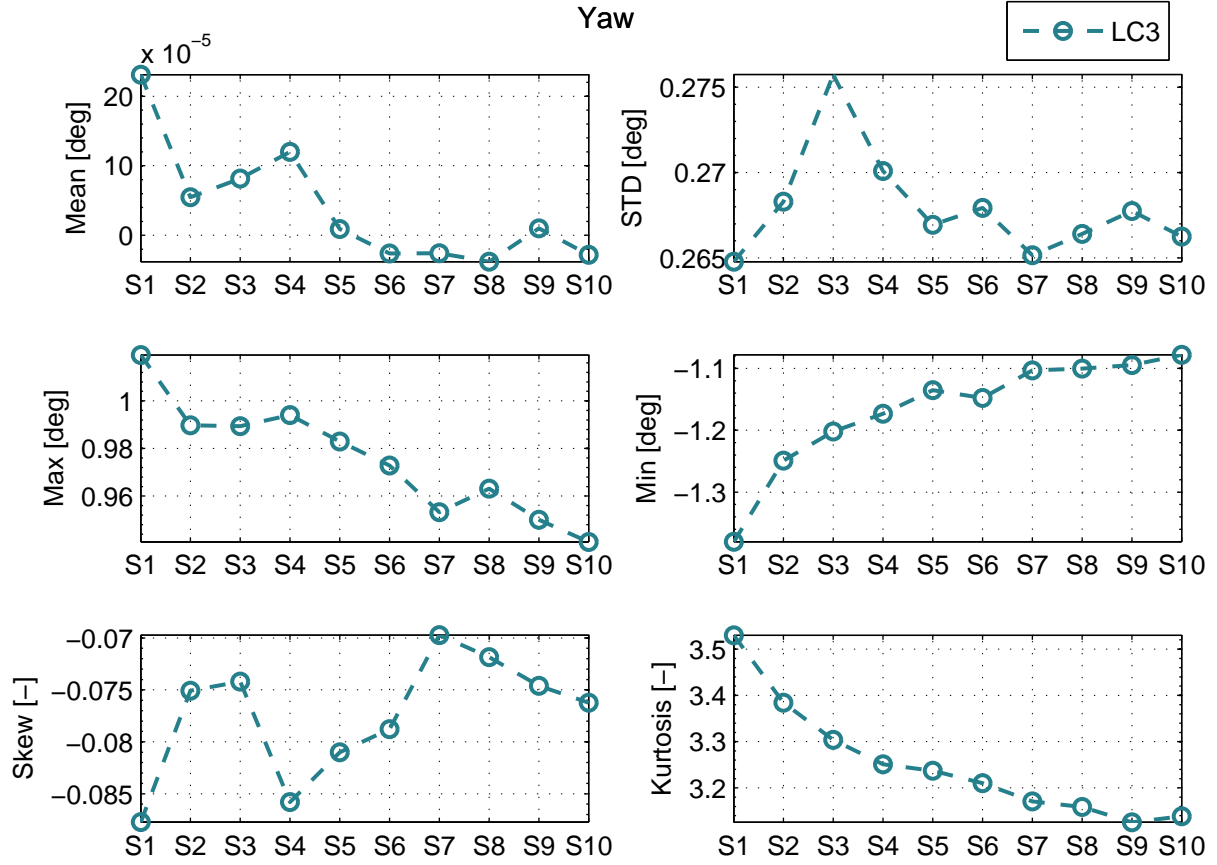 Yaw
LC3
x 10−5
20
10
0
Mean [deg]
S1 S2 S3 S4 S5 S6 S7 S8 S9 S10
0.275
0.27
0.265
STD [deg]
S1 S2 S3 S4 S5 S6 S7 S8 S9 S10
1
0.98
0.96
Max [deg]
S1 S2 S3 S4 S5 S6 S7 S8 S9 S10
−1.1
−1.2
−1.3
Min [deg]
S1 S2 S3 S4 S5 S6 S7 S8 S9 S10
−0.07
−0.075
−0.08
−0.085
Skew [−]
S1 S2 S3 S4 S5 S6 S7 S8 S9 S10
3.5
3.4
3.3
3.2
Kurtosis [−]
S1 S2 S3 S4 S5 S6 S7 S8 S9 S10